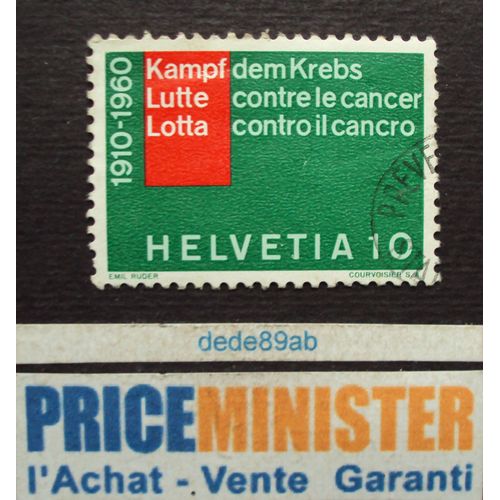 1910-1960
Kampf dem Krebs
Lutte contre le cancer
Lotta contro il cancro
HELVETIA 10
EMIL RUDER COURVOISIER S.A.
dede89ab
PRICEMINISTER
l'Achat - Vente Garanti